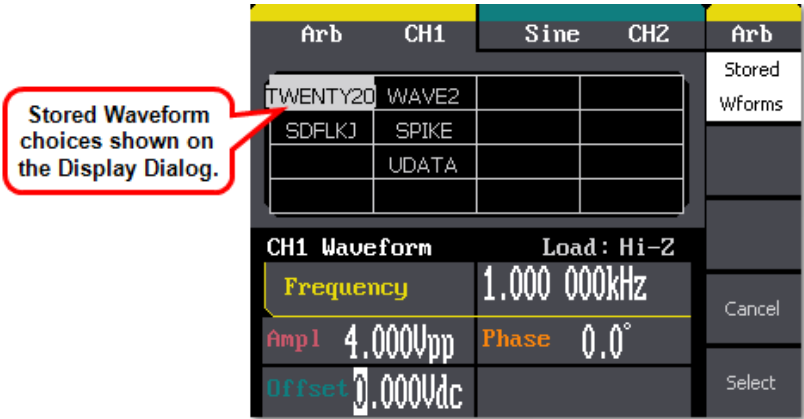 Arb CH1 Sine CH2 Arb
Stored Waveform
choices shown on
the Display Dialog.
TWENTY20 WAVE2
SDFLKJ SPIKE
UDATA
Stored
Wforms
CH1 Waveform Load:Hi-Z
Frequency 1.000 000kHz
Ampl 4.000Vpp Phase 0.0°
Offset 0.000Vdc
Cancel
Select